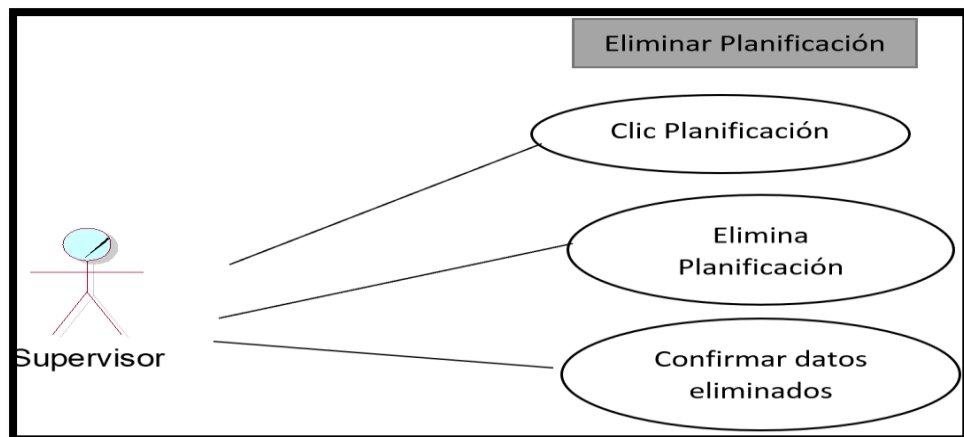 Eliminar Planificación
Clic Planificación
Elimina
Planificación
Confirmar datos
eliminados
Supervisor